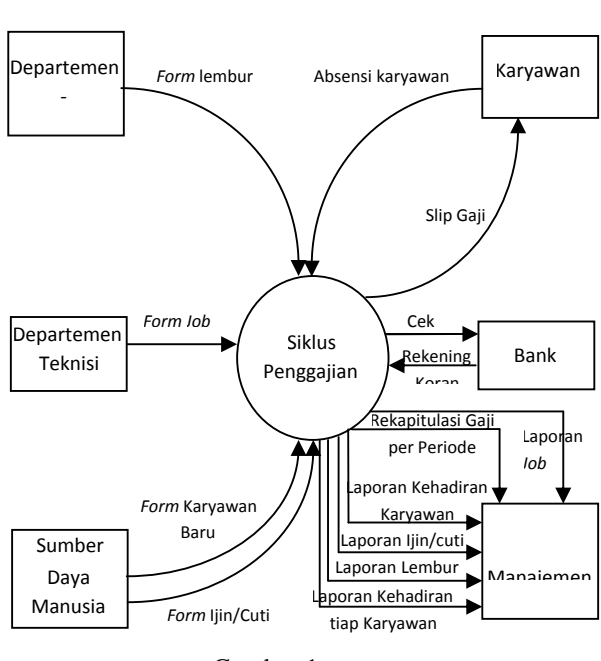 Departemen
-
Form lembur
Absensi karyawan
Karyawan
Slip Gaji
Departemen
Teknisi
Form Job
Siklus
Penggajian
Cek
Rekening
Koran
Bank
Rekapitulasi Gaji
per Periode
Laporan
Job
Laporan Kehadiran
Karyawan
Laporan Ijin/cuti
Laporan Lembur
Laporan Kehadiran
tiap Karyawan
Manajemen
Form Karyawan
Baru
Sumber
Daya
Manusia
Form Ijin/Cuti